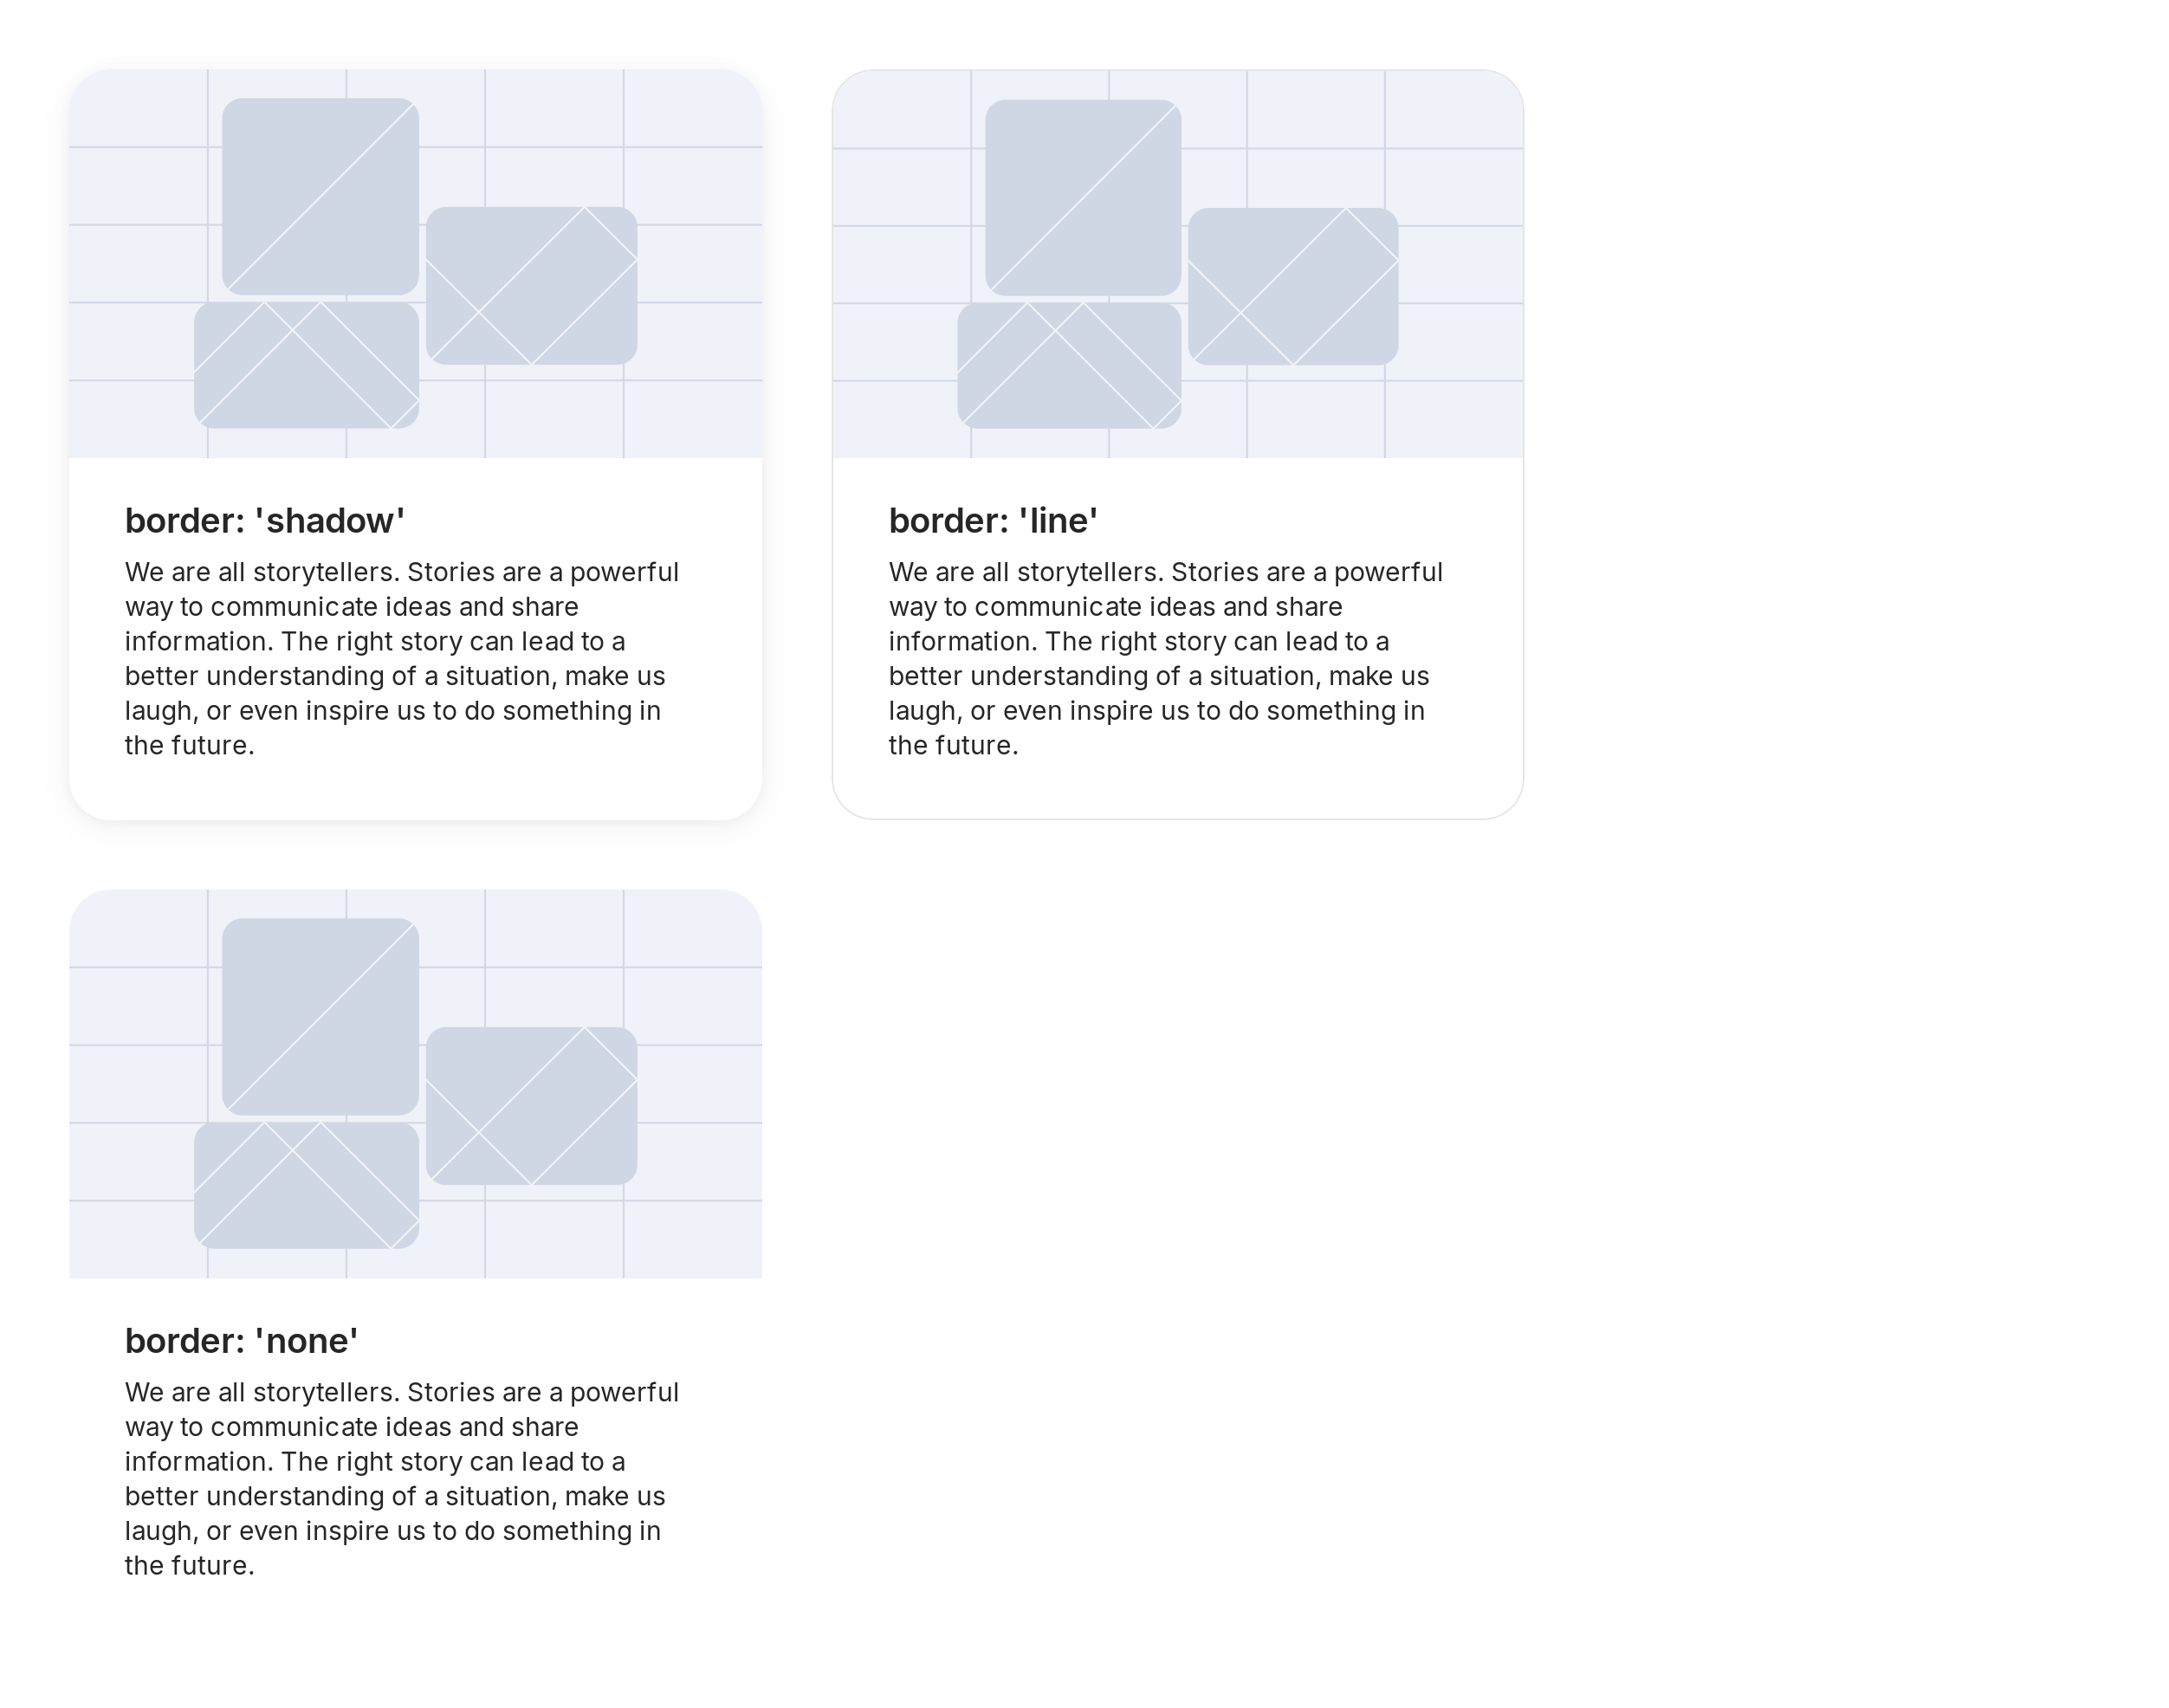 border: 'shadow'
We are all storytellers. Stories are a powerful
way to communicate ideas and share
information. The right story can lead to a
better understanding of a situation, make us
laugh, or even inspire us to do something in
the future.
border: 'line'
We are all storytellers. Stories are a powerful
way to communicate ideas and share
information. The right story can lead to a
better understanding of a situation, make us
laugh, or even inspire us to do something in
the future.
border: 'none'
We are all storytellers. Stories are a powerful
way to communicate ideas and share
information. The right story can lead to a
better understanding of a situation, make us
laugh, or even inspire us to do something in
the future.